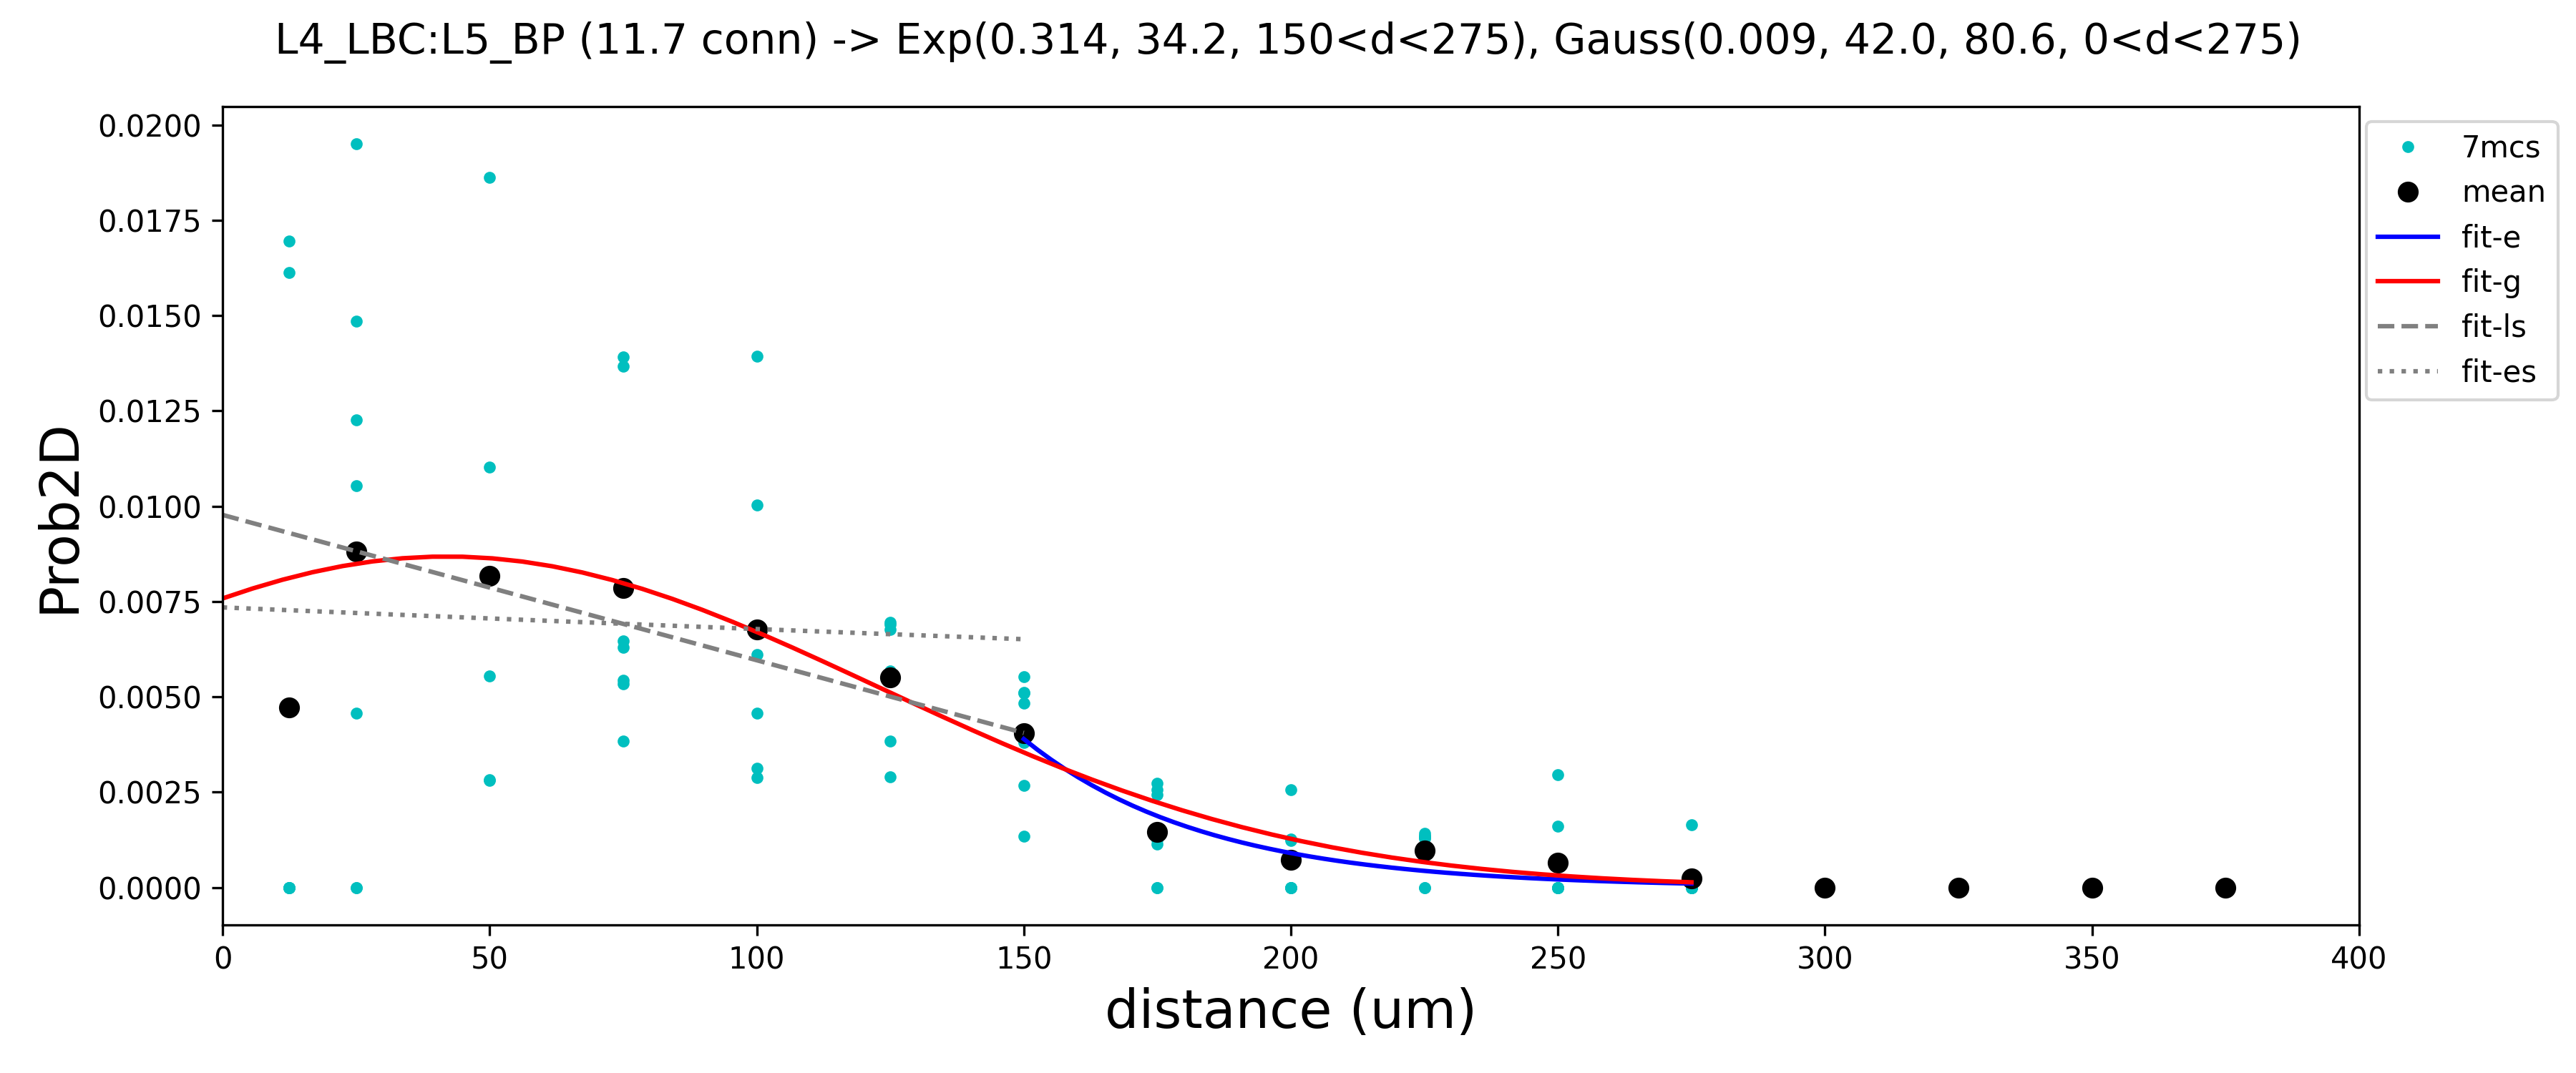 L4_LBC:L5_BP (11.7 conn) -> Exp(0.314, 34.2, 150<d<275), Gauss(0.009, 42.0, 80.6, 0<d<275)
0.0200
0.0175
0.0150
0.0125
0.0100
0.0075
0.0050
0.0025
0.0000
Prob2D
0 50 100 150 200 250 300 350 400
distance (um)
7mcs
mean
fit-e
fit-g
fit-ls
fit-es